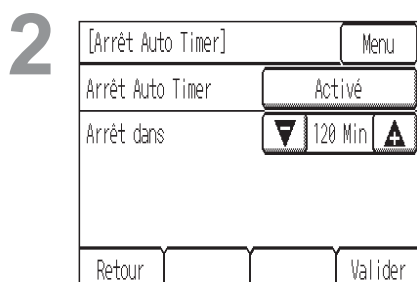 2
[Arrêt Auto Timer] Menu
Arrêt Auto Timer Activé
Arrêt dans 120 Min
Retour Valider